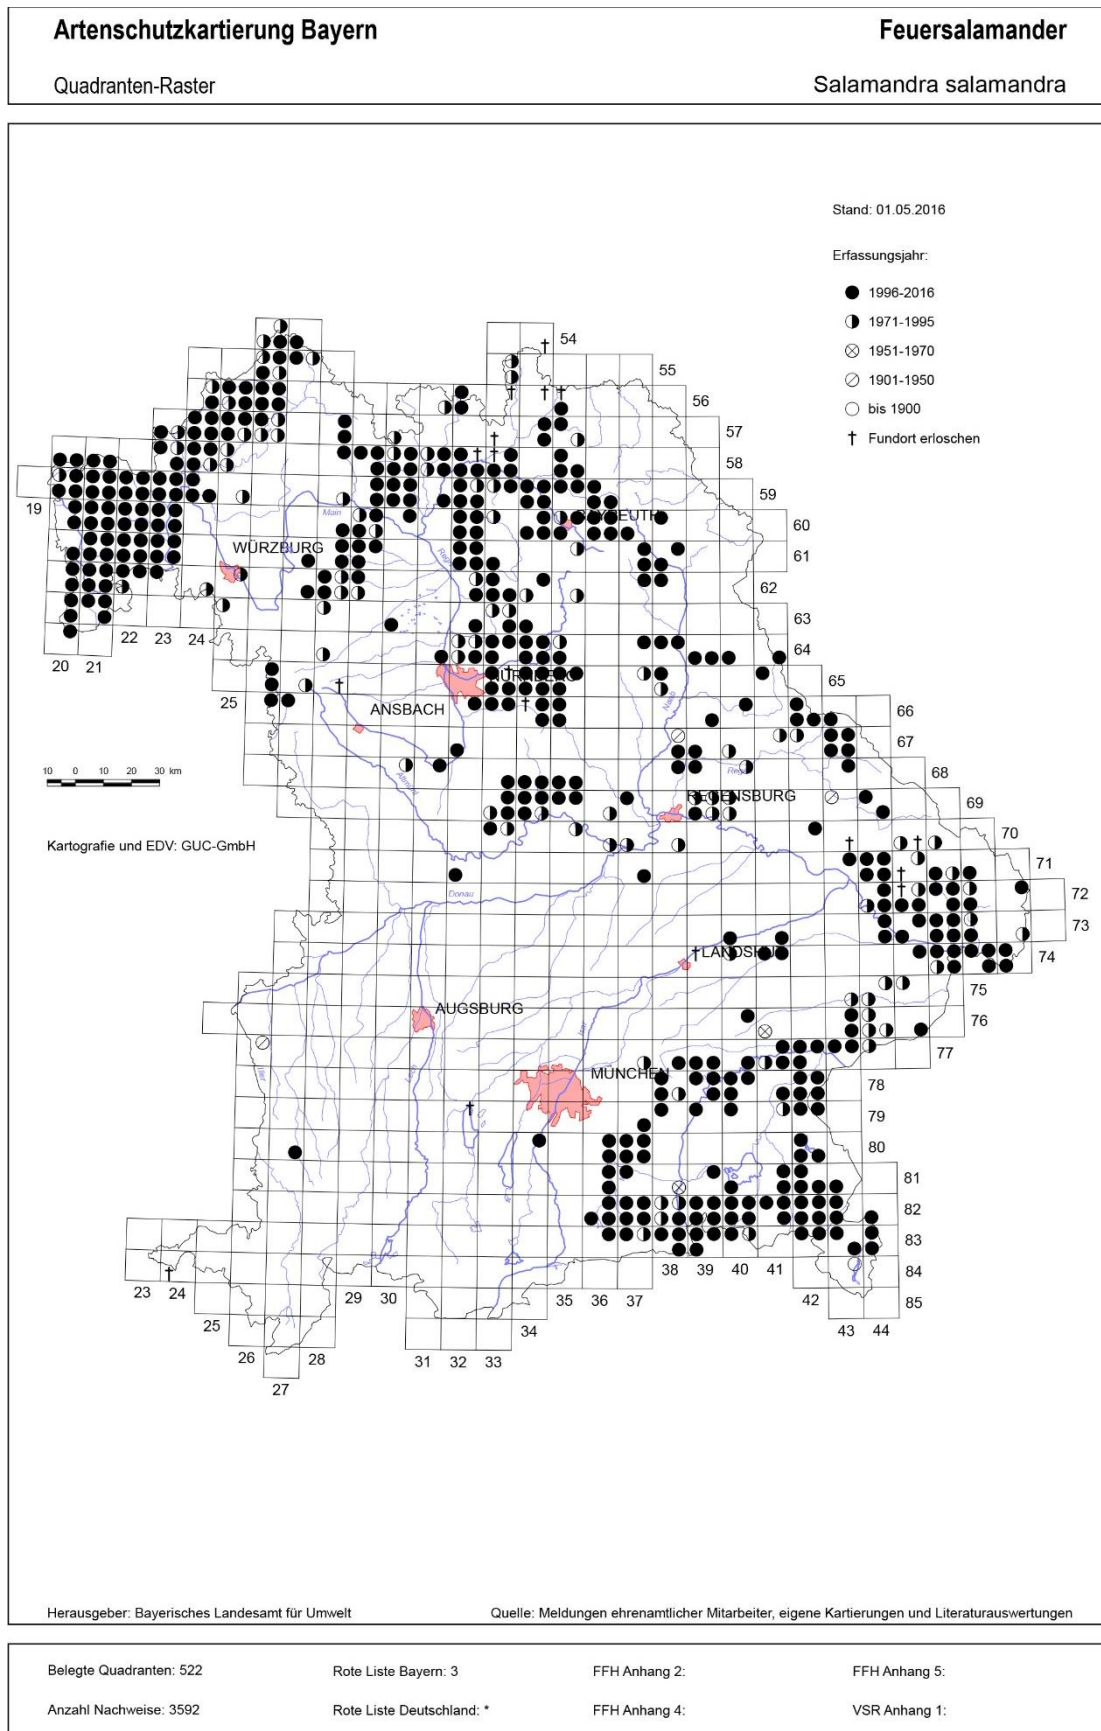 Artenschutzkartierung Bayern
Feuersalamander
Quadranten-Raster
Salamandra salamandra
Stand: 01.05.2016
Erfassungsjahr:
1996-2016
1971-1995
1951-1970
1901-1950
bis 1900
† Fundort erloschen
54
55
56
57
58
59
19
Main
60
WÜRZBURG
61
62
63
22 23 24
64
20 21
65
25
Naab
ANSBACH
66
67
10 0 10 20 30 km
Altmühl
68
REGENSBURG
69
70
Kartografie und EDV: GUC-GmbH
71
Donau
72
73
74
75
AUGSBURG
76
77
Iller
Lech
Isar
MÜNCHEN
78
79
80
81
82
83
38 39 40 41
84
23 24
29 30
35 36 37
42
85
25
43 44
26
28
34
31 32 33
27
Herausgeber: Bayerisches Landesamt für Umwelt
Quelle: Meldungen ehrenamtlicher Mitarbeiter, eigene Kartierungen und Literaturauswertungen
Belegte Quadranten: 522
Rote Liste Bayern: 3
FFH Anhang 2:
FFH Anhang 5:
Anzahl Nachweise: 3592
Rote Liste Deutschland: *
FFH Anhang 4:
VSR Anhang 1: